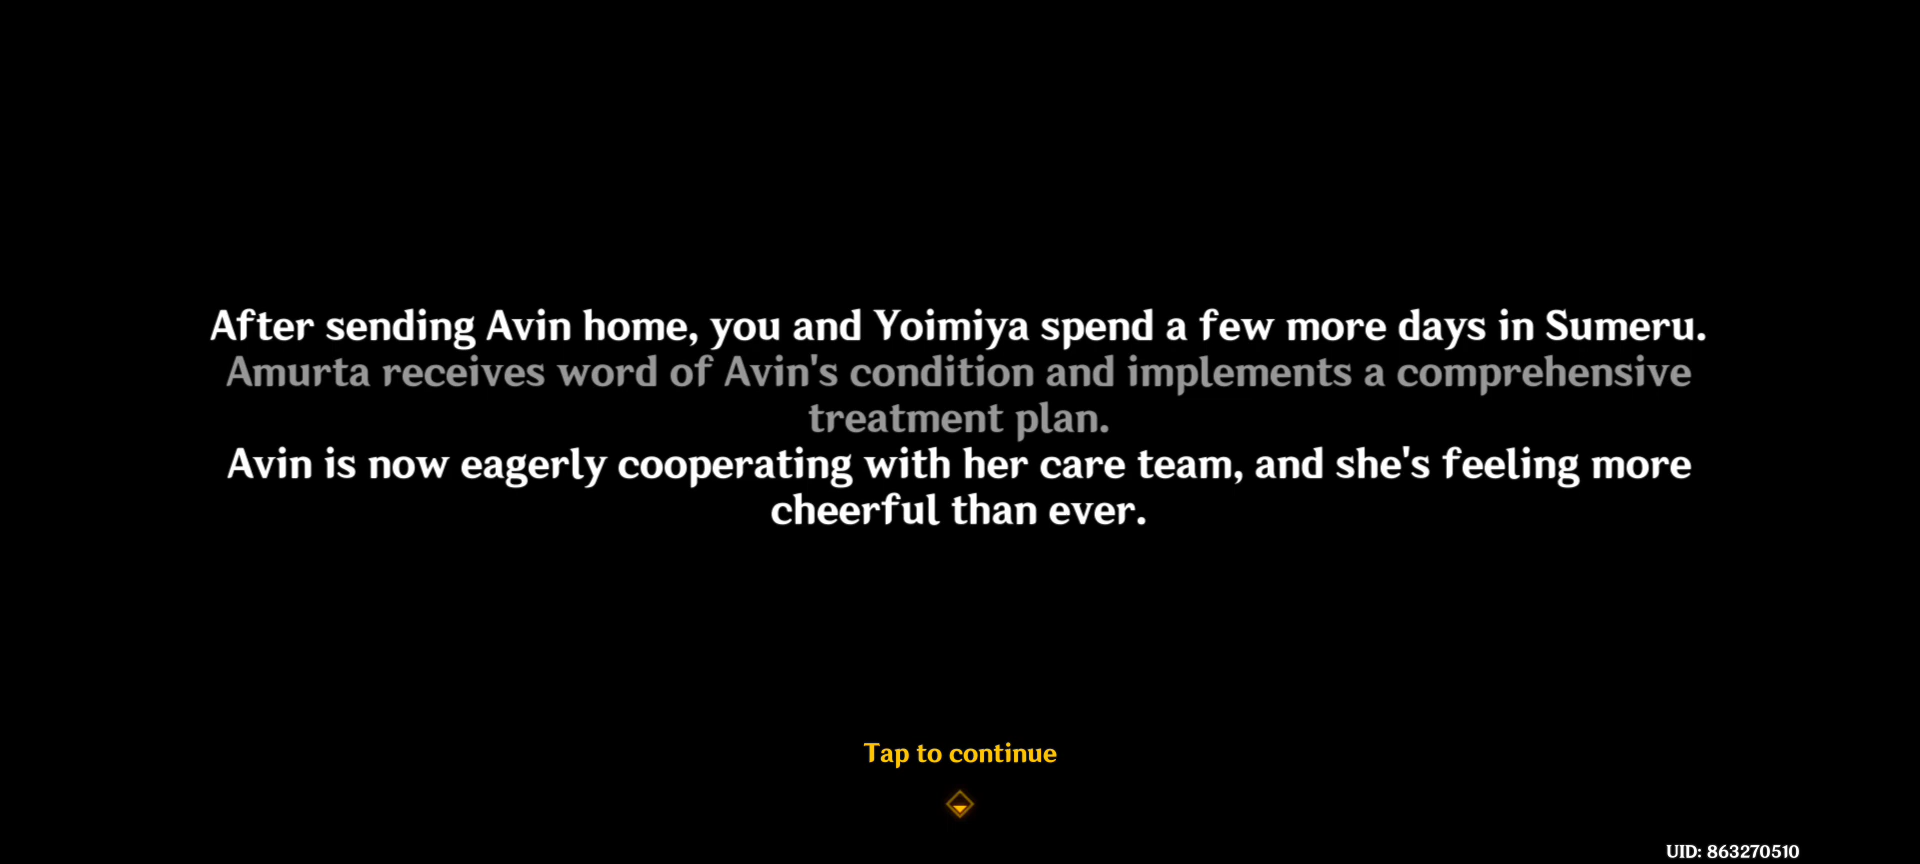 After sending Avin home, you and Yoimiya spend a few more days in Sumeru.
Amurta receives word of Avin's condition and implements a comprehensive
treatment plan.
Avin is now eagerly cooperating with her care team, and she's feeling more
cheerful than ever.
Tap to continue
UID: 863270510